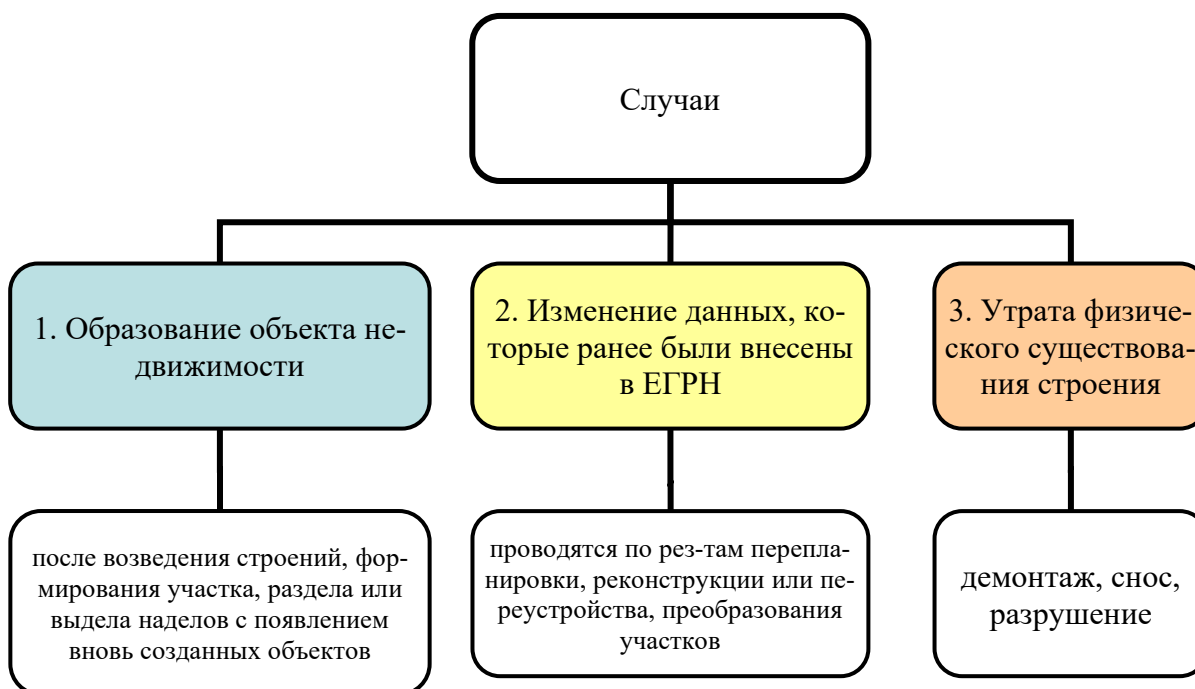 Случаи
1. Образование объекта не-
движимости
2. Изменение данных, ко-
торые ранее были внесены
в ЕГРН
3. Утрата физиче-
ского существова-
ния строения
после возведения строений, фор-
мирования участка, раздела или
выдела наделов с появлением
вновь созданных объектов
проводятся по рез-там перепла-
нировки, реконструкции или пе-
реустройства, преобразования
участков
демонтаж, снос,
разрушение